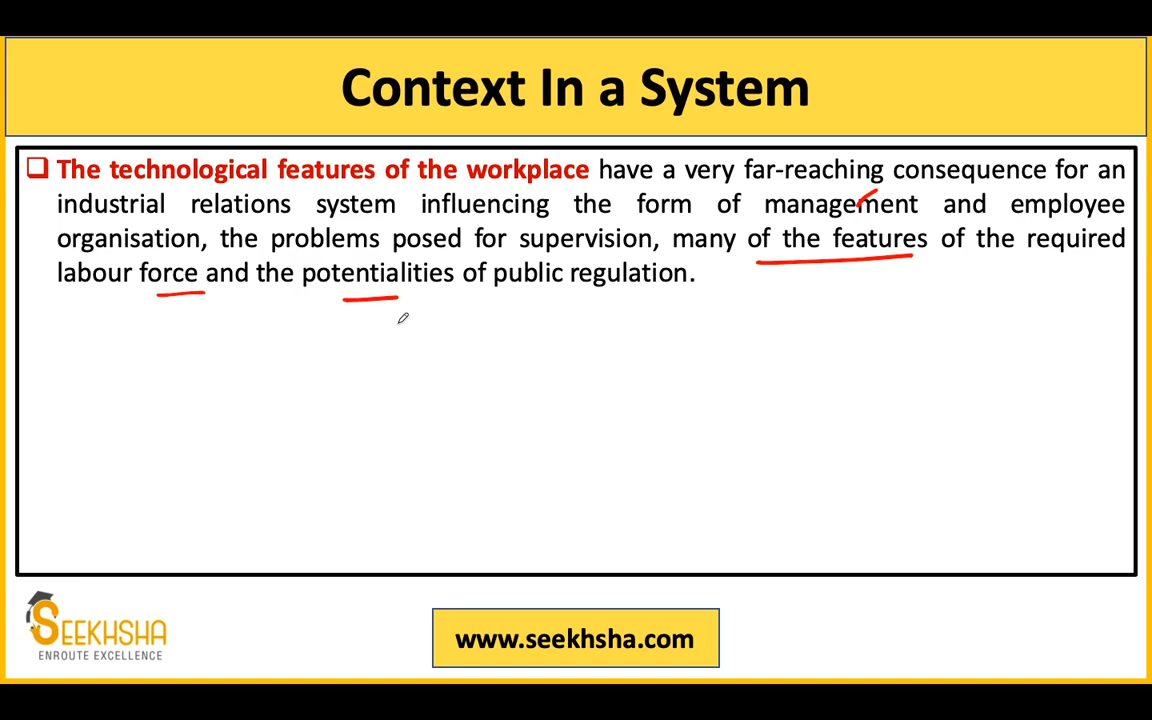 Context In a System
The technological features of the workplace have a very far-reaching consequence for an
industrial relations system influencing the form of management and employee
organisation, the problems posed for supervision, many of the features of the required
labour force and the potentialities of public regulation.
SEEKHSHA
ENROUTE EXCELLENCE
www.seekhsha.com